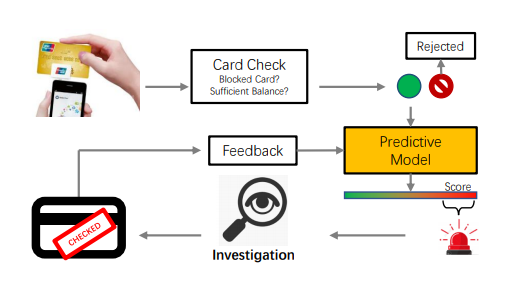 Card Check
Blocked Card?
Sufficient Balance?
Rejected
Predictive
Model
Feedback
Score
CHECKED
Investigation